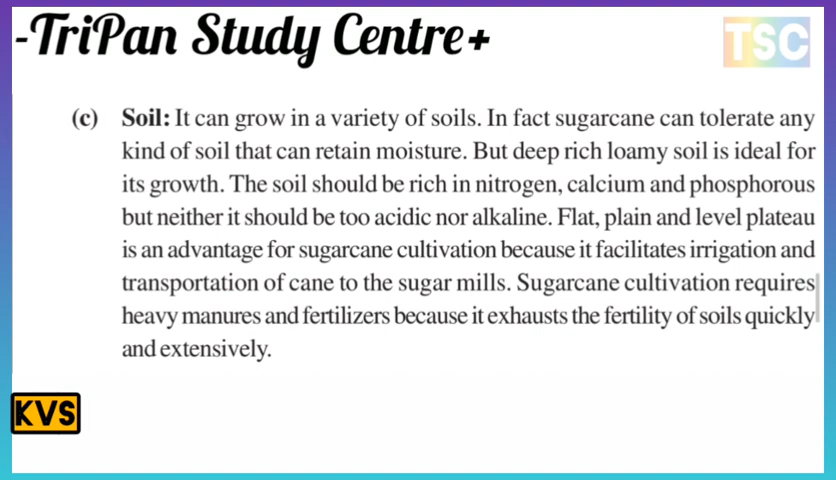 -TriPan Study Centre+
TSC
(c) Soil: It can grow in a variety of soils. In fact sugarcane can tolerate any
kind of soil that can retain moisture. But deep rich loamy soil is ideal for
its growth. The soil should be rich in nitrogen, calcium and phosphorous
but neither it should be too acidic nor alkaline. Flat, plain and level plateau
is an advantage for sugarcane cultivation because it facilitates irrigation and
transportation of cane to the sugar mills. Sugarcane cultivation requires
heavy manures and fertilizers because it exhausts the fertility of soils quickly
and extensively.
KVS